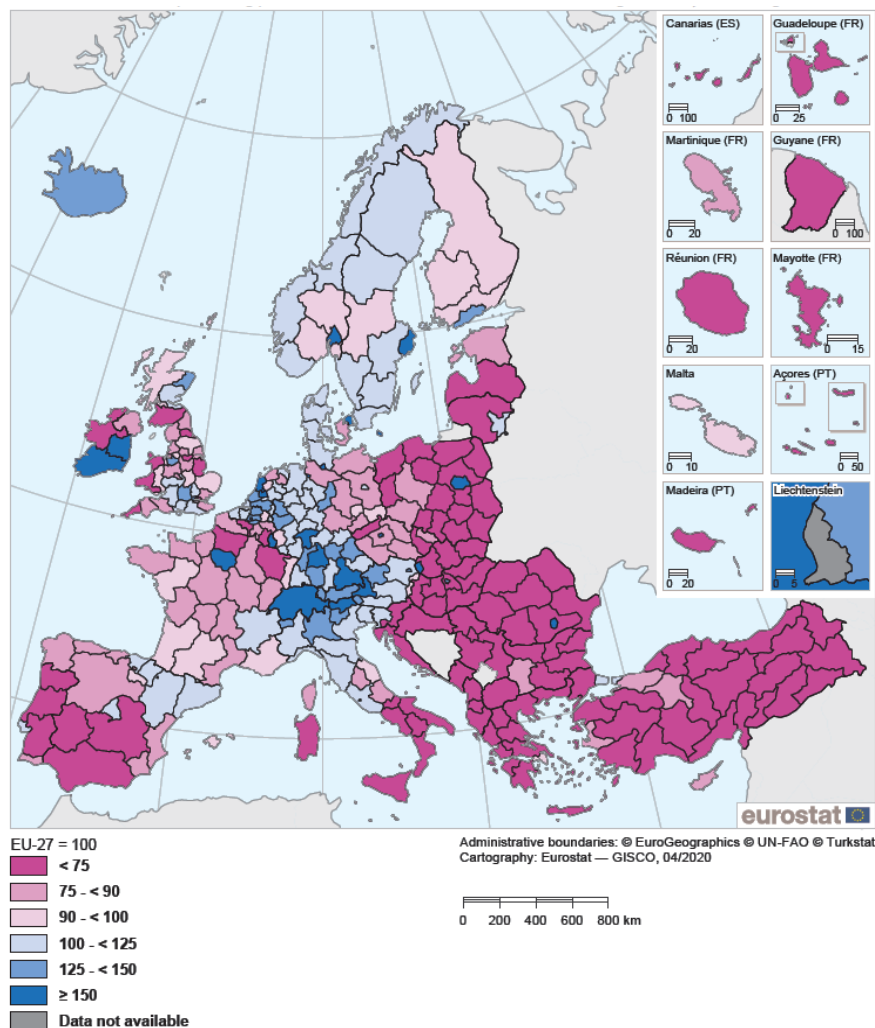 Canarias (ES)
0 100
Guadeloupe (FR)
0 25
Martinique (FR)
0 20
Guyane (FR)
0 100
Réunion (FR)
0 20
Mayotte (FR)
0 15
Malta
0 10
Açores (PT)
0 50
Madeira (PT)
0 20
Liechtenstein
0 5
eurostat
EU-27 = 100
< 75
75 - < 90
90 - < 100
100 - < 125
125 - < 150
≥ 150
Data not available
Administrative boundaries: © EuroGeographics © UN-FAO © Turkstat
Cartography: Eurostat — GISCO, 04/2020
0 200 400 600 800 km